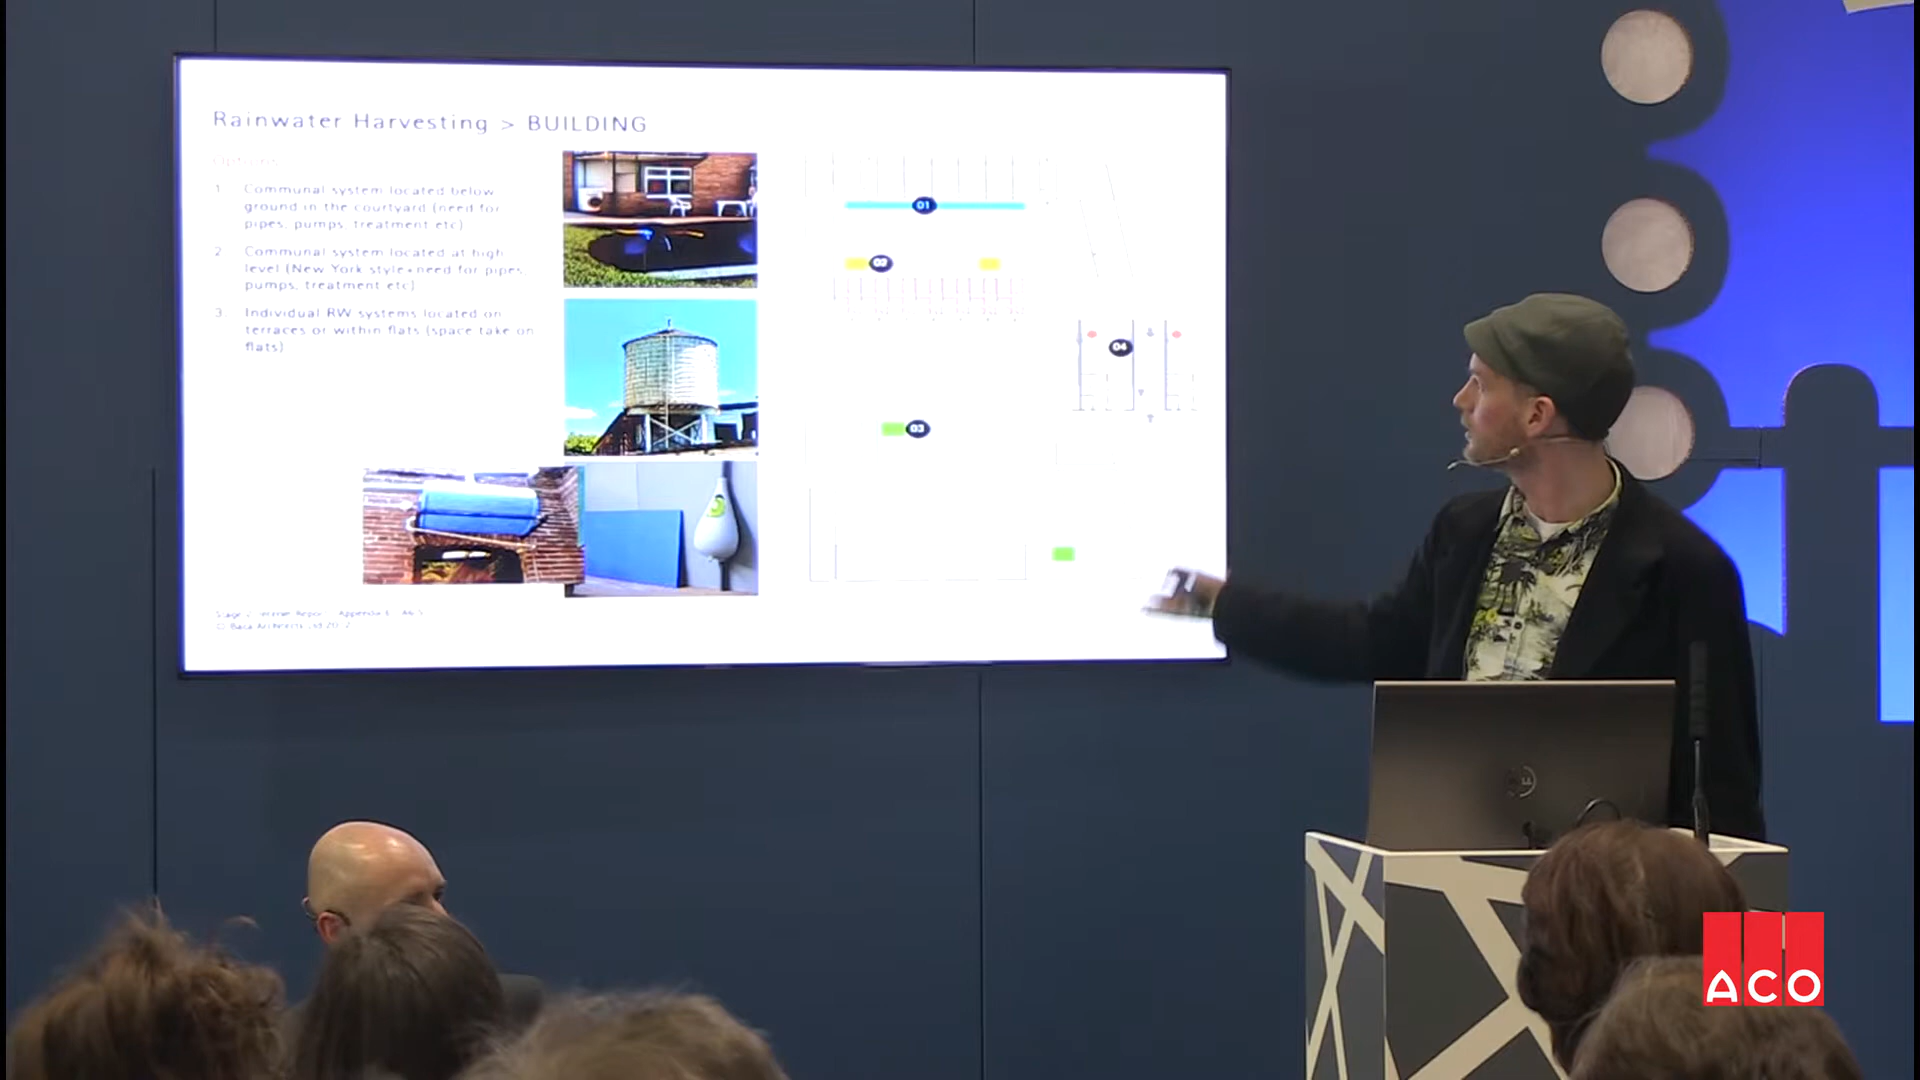 Rainwater Harvesting > BUILDING
Options
1. Communal system located below
ground in the courtyard (need for
pipes, pumps, treatment etc)
2. Communal system located at high
level (New York style+need for pipes
pumps, treatment etc)
3. Individual RW systems located on
terraces or within flats (space take on
flats)
01
02
03
04
ACO